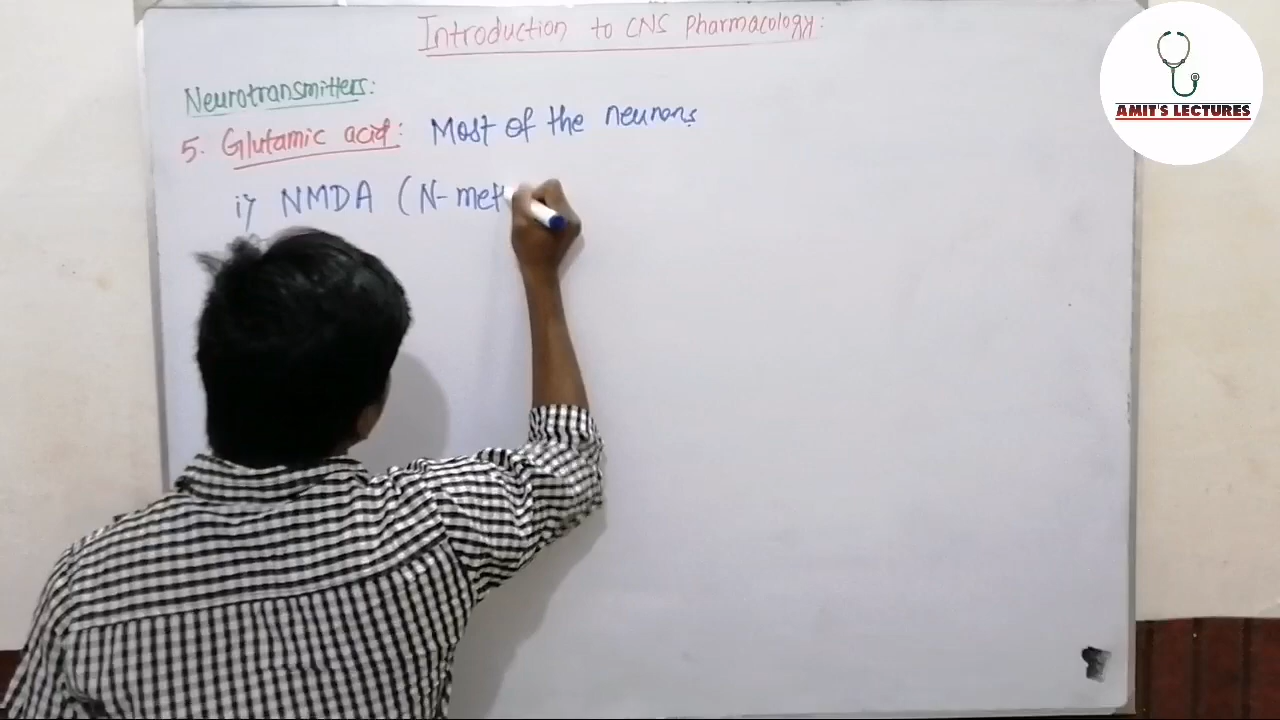 Introduction to CNS Pharmacology:
Neurotransmitters:
5. Glutamic acid: Most of the neurons
i) NMDA (N-met
AMIT'S LECTURES